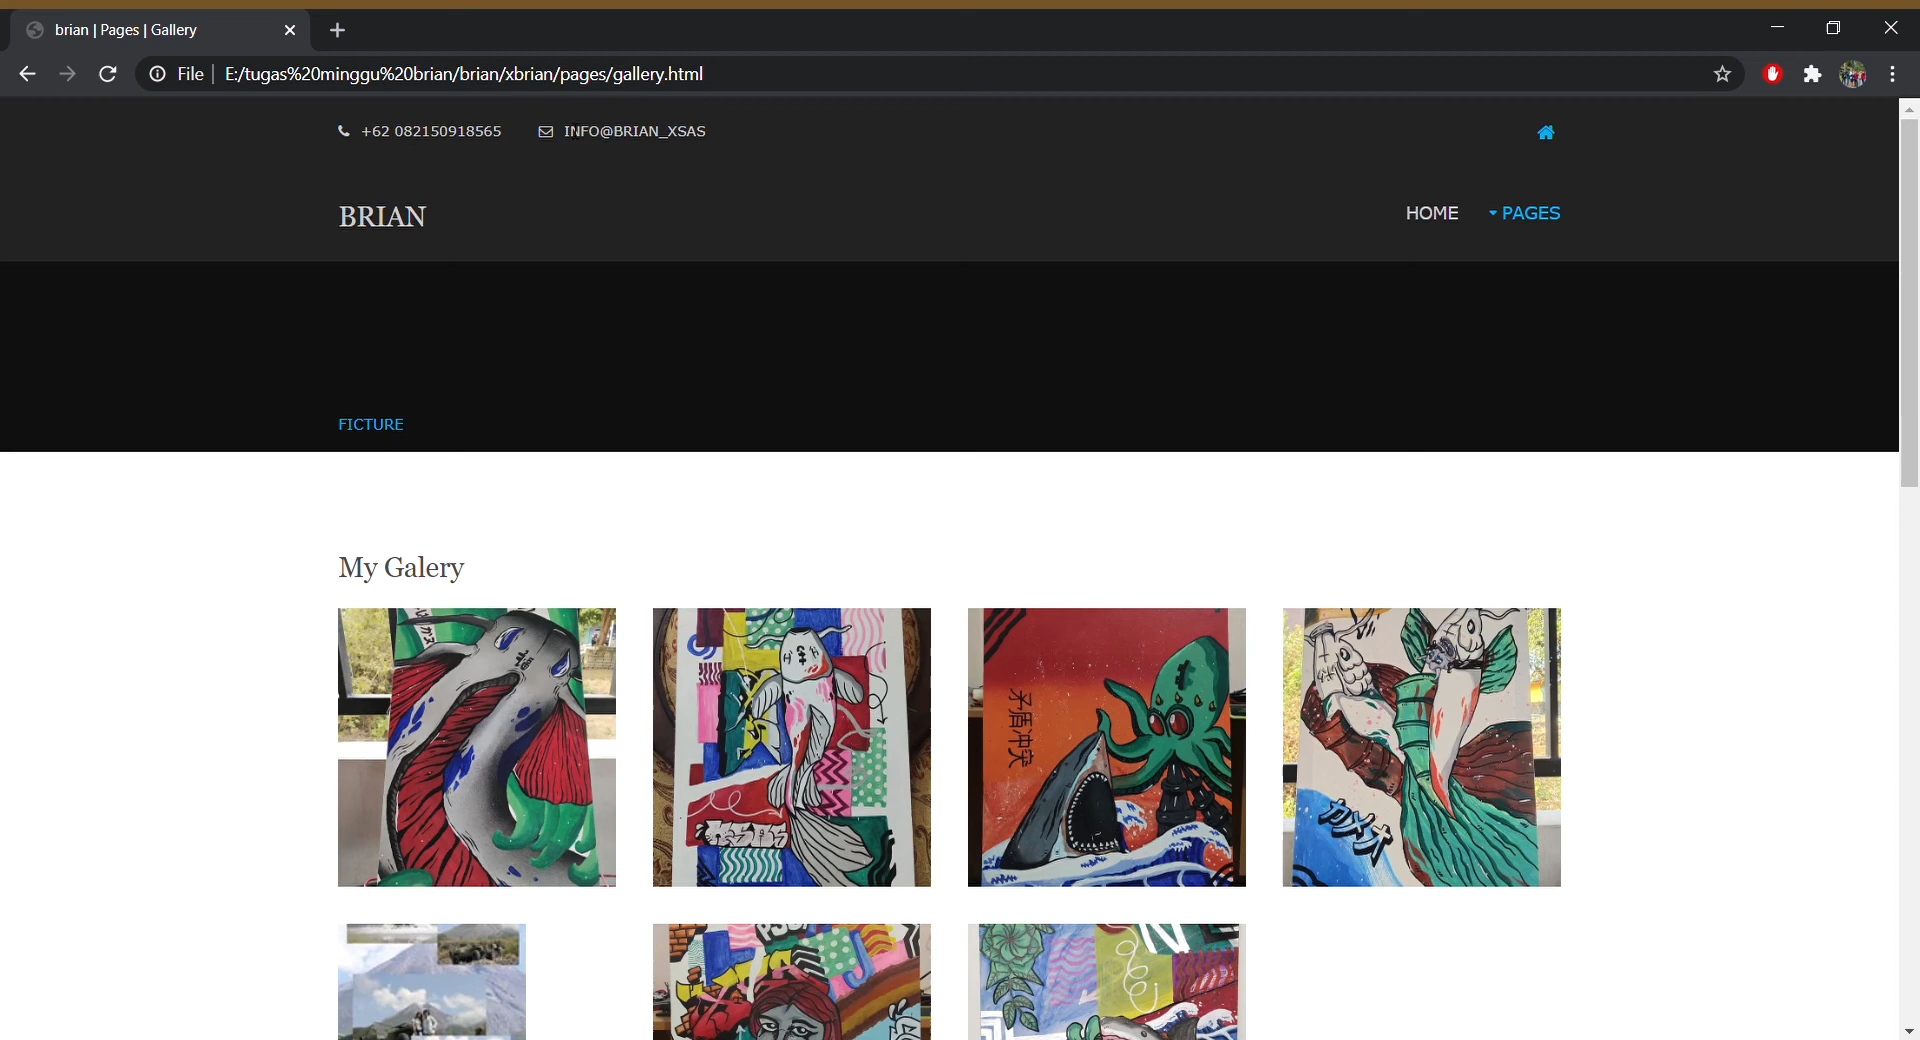 brian | Pages | Gallery
File
E:/tugas%20minggu%20brian/brian/xbrian/pages/gallery.html
+62 082150918565
INFO@BRIAN_XSAS
BRIAN
HOME
PAGES
FICTURE
My Galery
矛盾冲突